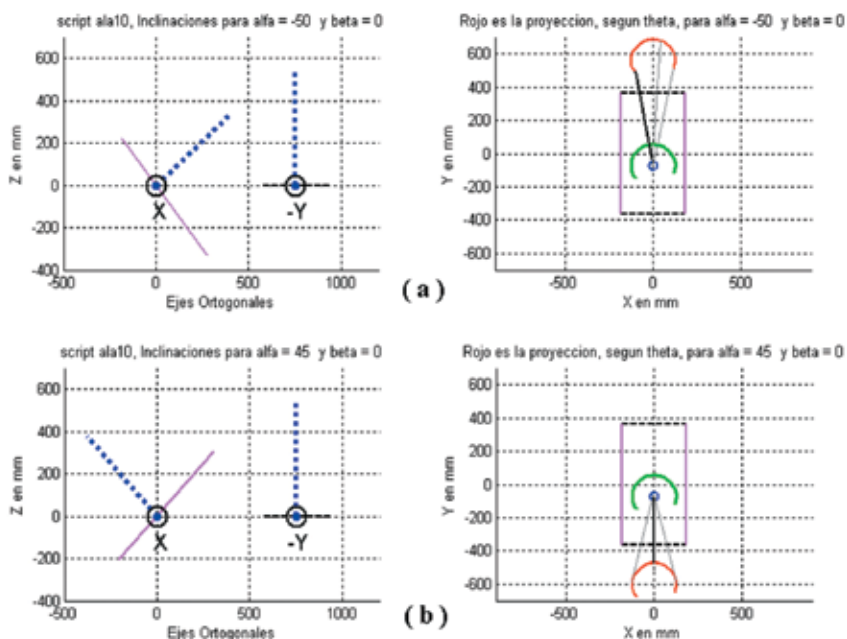 script ala10, Inclinaciones para alfa = -50 y beta = 0
Z en mm
600
400
200
0
-200
-400
X
-Y
-500
0
500
1000
Ejes Ortogonales
Rojo es la proyeccion, segun theta, para alfa = -50 y beta = 0
Y en mm
600
400
200
0
-200
-400
-600
-500
0
500
X en mm
( a )
script ala10, Inclinaciones para alfa = 45 y beta = 0
Z en mm
600
400
200
0
-200
-400
X
-Y
-500
0
500
1000
Ejes Ortogonales
Rojo es la proyeccion, segun theta, para alfa = 45 y beta = 0
Y en mm
600
400
200
0
-200
-400
-600
-500
0
500
X en mm
( b )